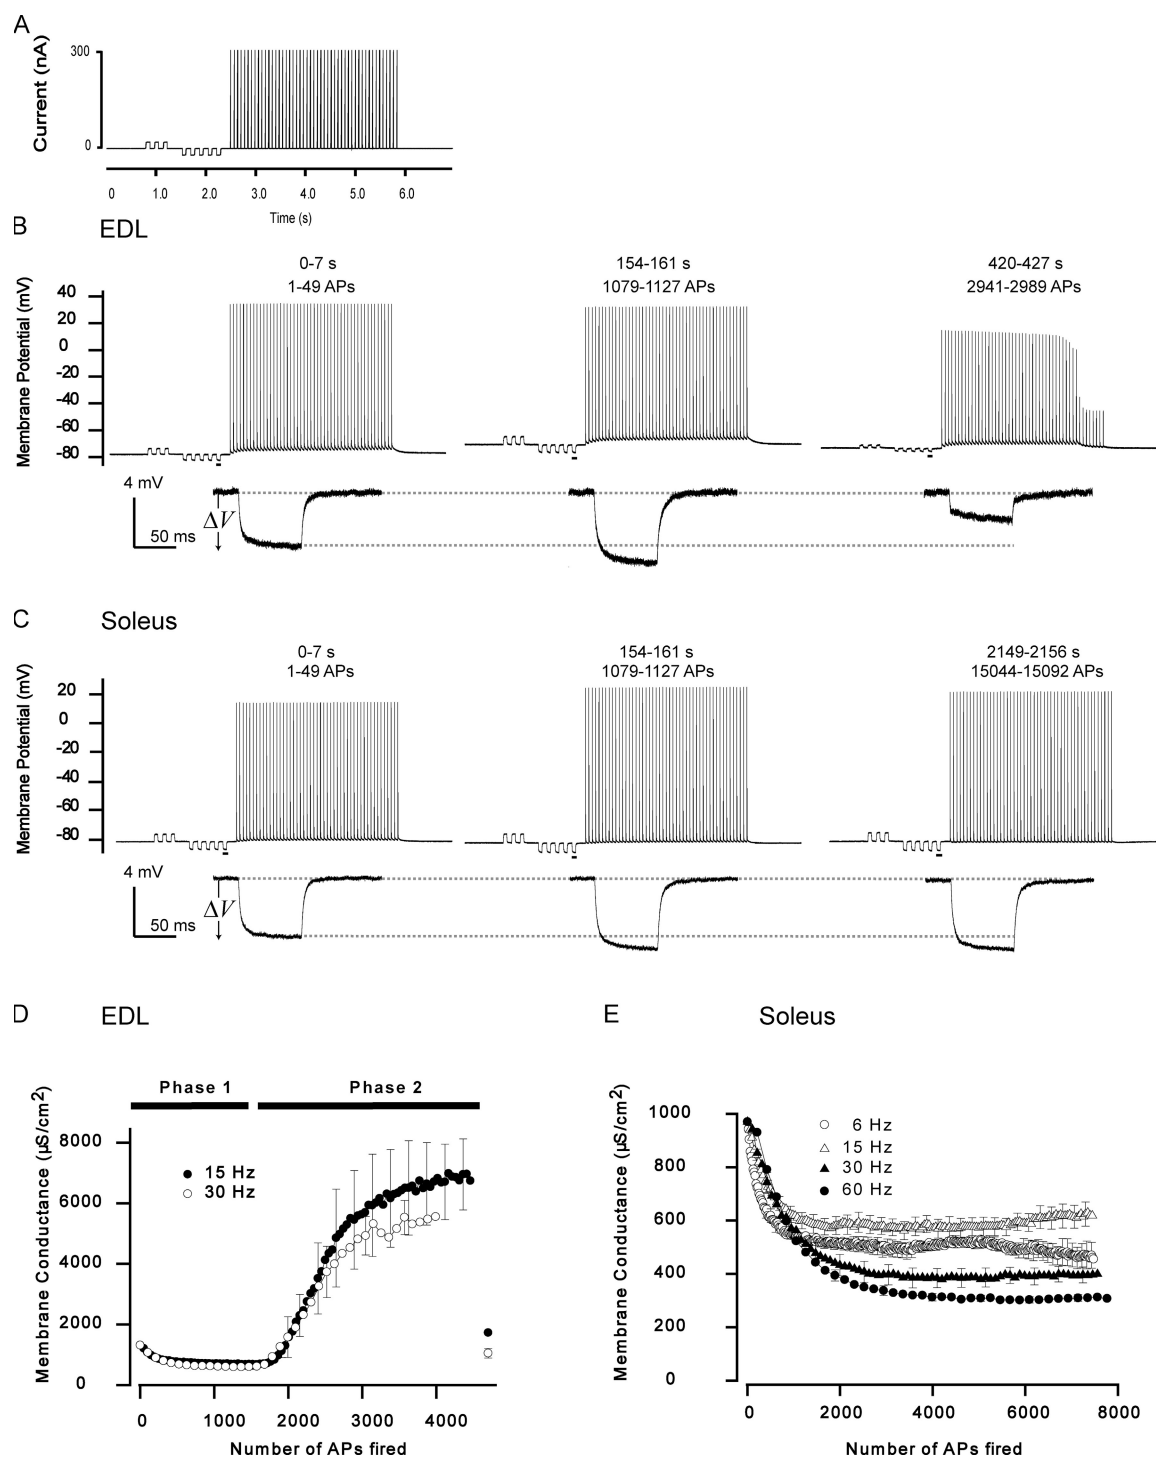 A
Current (nA)
300
0
0 1.0 2.0 3.0 4.0 5.0 6.0
Time (s)
B EDL
0-7 s 154-161 s 420-427 s
1-49 APs 1079-1127 APs 2941-2989 APs
Membrane Potential (mV)
40
20
0
-20
-40
-60
-80
4 mV
ΔV
50 ms
C Soleus
0-7 s 154-161 s 2149-2156 s
1-49 APs 1079-1127 APs 15044-15092 APs
Membrane Potential (mV)
20
0
-20
-40
-60
-80
4 mV
ΔV
50 ms
D EDL
Phase 1 Phase 2
Membrane Conductance (µS/cm²)
8000
6000
4000
2000
0
15 Hz
30 Hz
0 1000 2000 3000 4000
Number of APs fired
E Soleus
Membrane Conductance (µS/cm²)
1000
800
600
400
200
0
6 Hz
15 Hz
30 Hz
60 Hz
0 2000 4000 6000 8000
Number of APs fired